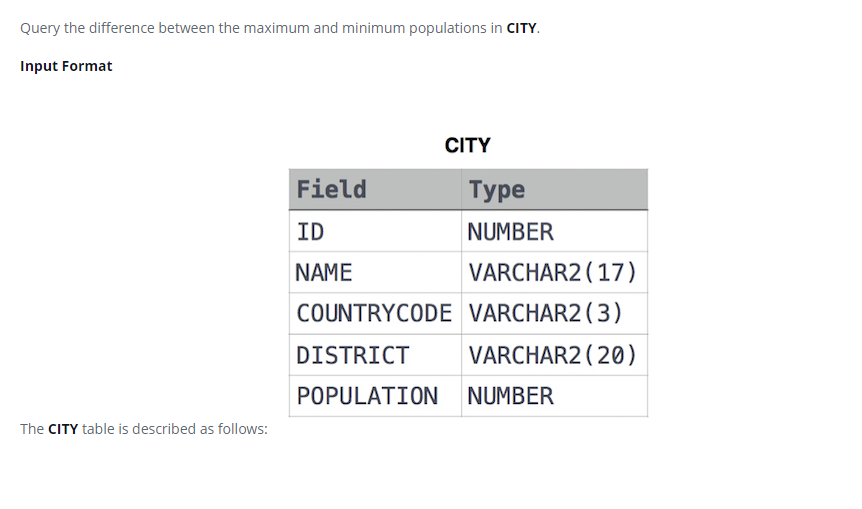 Query the difference between the maximum and minimum populations in CITY.
Input Format
CITY
Field Type
ID NUMBER
NAME VARCHAR2(17)
COUNTRYCODE VARCHAR2(3)
DISTRICT VARCHAR2(20)
POPULATION NUMBER
The CITY table is described as follows: